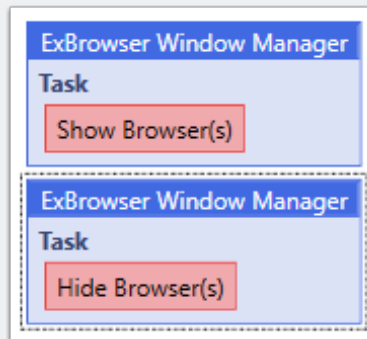 ExBrowser Window Manager
Task
Show Browser(s)
ExBrowser Window Manager
Task
Hide Browser(s)